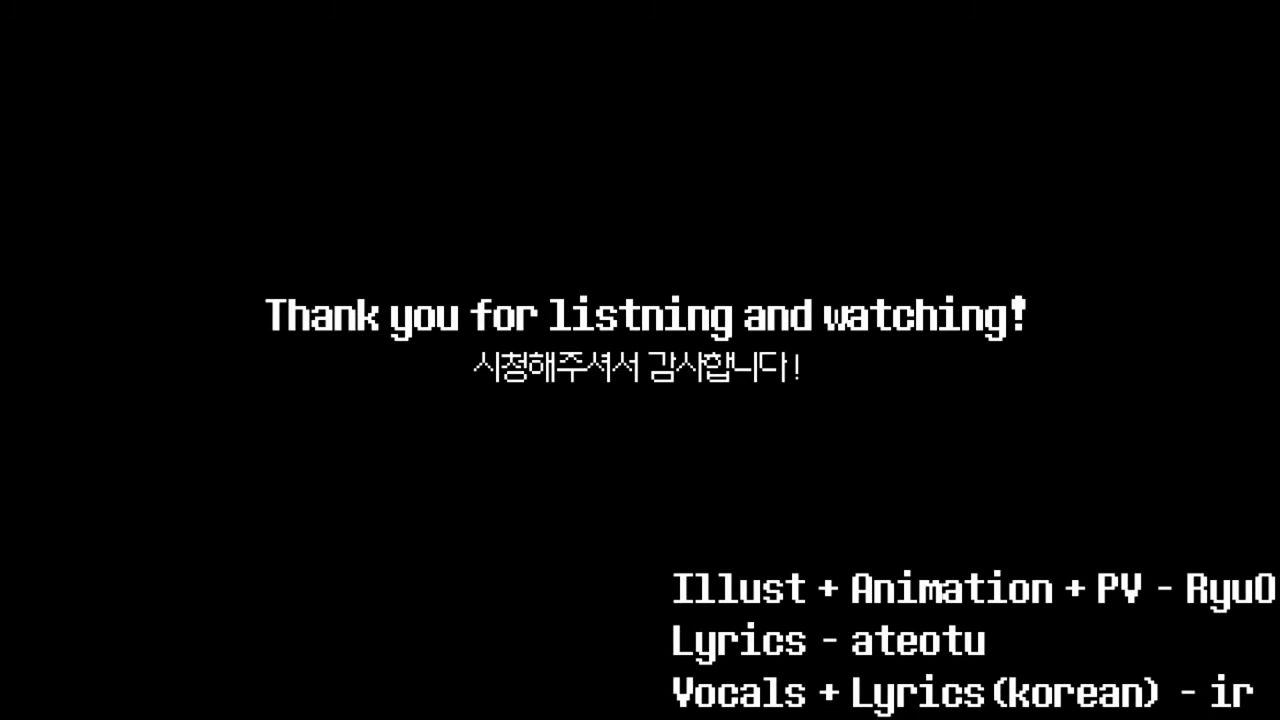 Thank you for listning and watching!
시청해주셔서 감사합니다!
Illust + Animation + PV - RyuO
Lyrics - ateotu
Vocals + Lyrics(korean) - ir